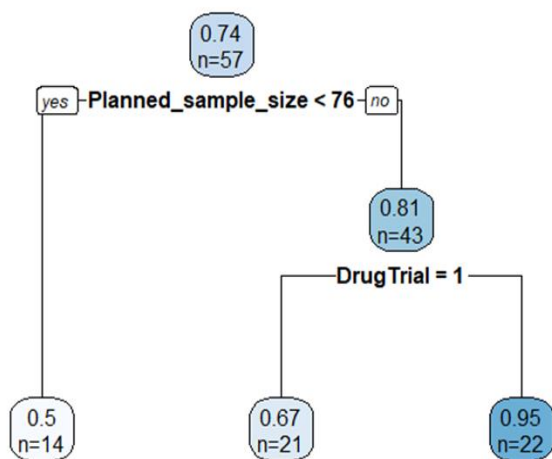 0.74
n=57
yes Planned_sample_size < 76 no
0.81
n=43
DrugTrial = 1
0.5
n=14
0.67
n=21
0.95
n=22